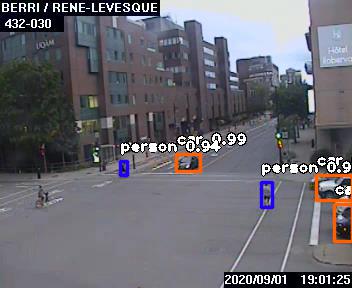 BERRI / RENE-LEVESQUE
432-030
UQAM
Hôtel
person 0.94
car 0.99
person 0.9
car
ca
2020/09/01 19:01:25